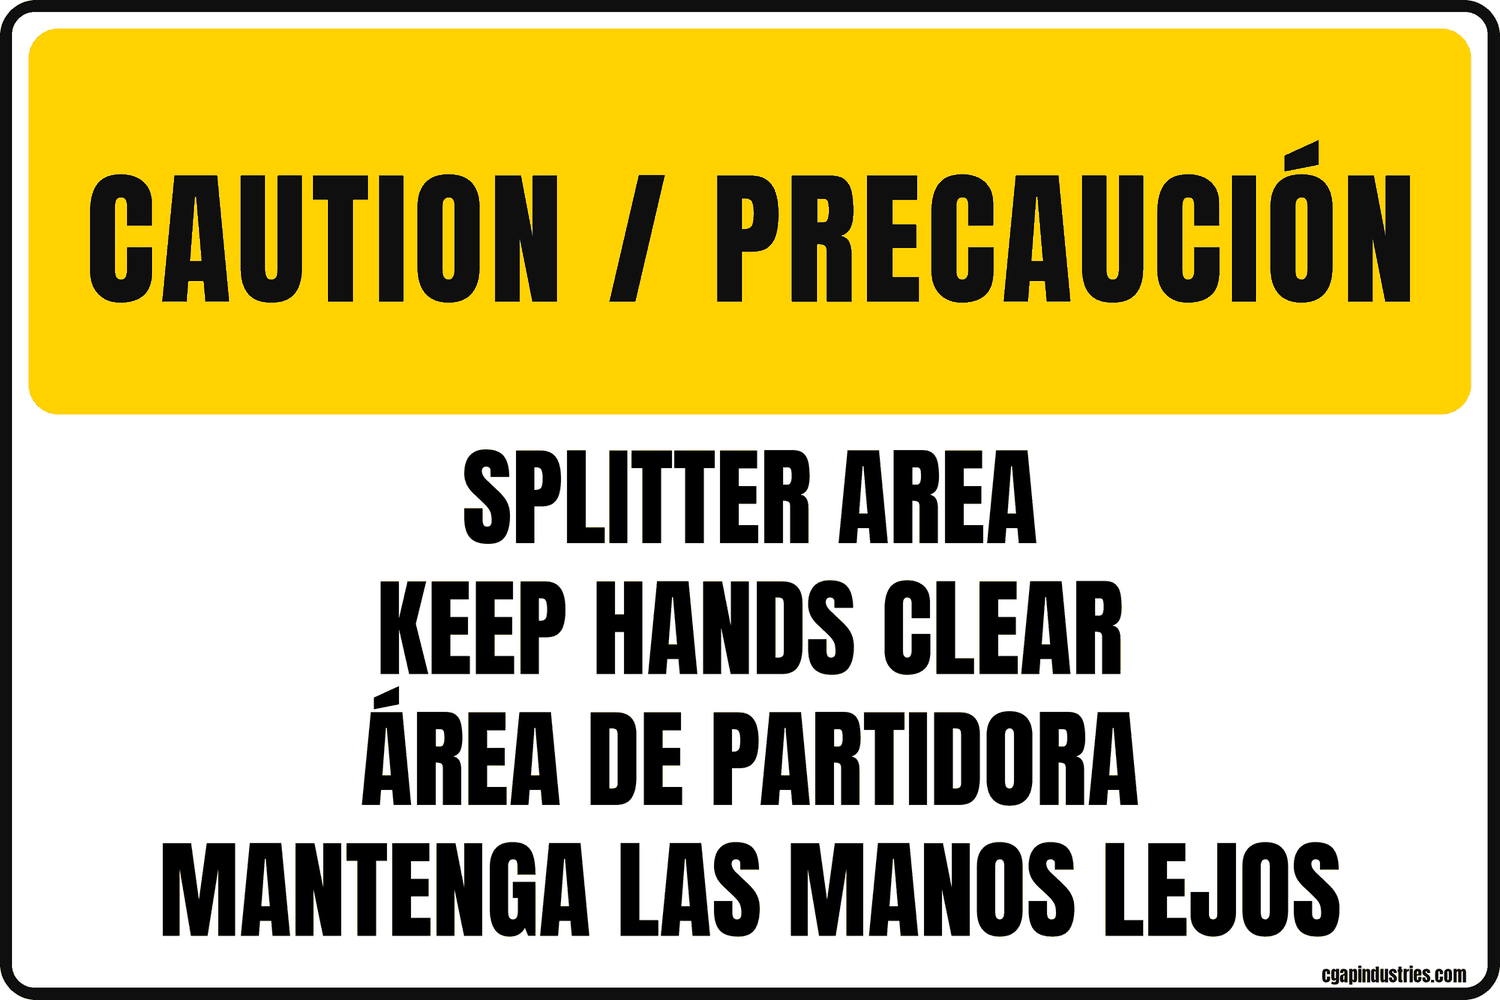 CAUTION / PRECAUCIÓN
SPLITTER AREA
KEEP HANDS CLEAR
ÁREA DE PARTIDORA
MANTENGA LAS MANOS LEJOS
cgapindustries.com